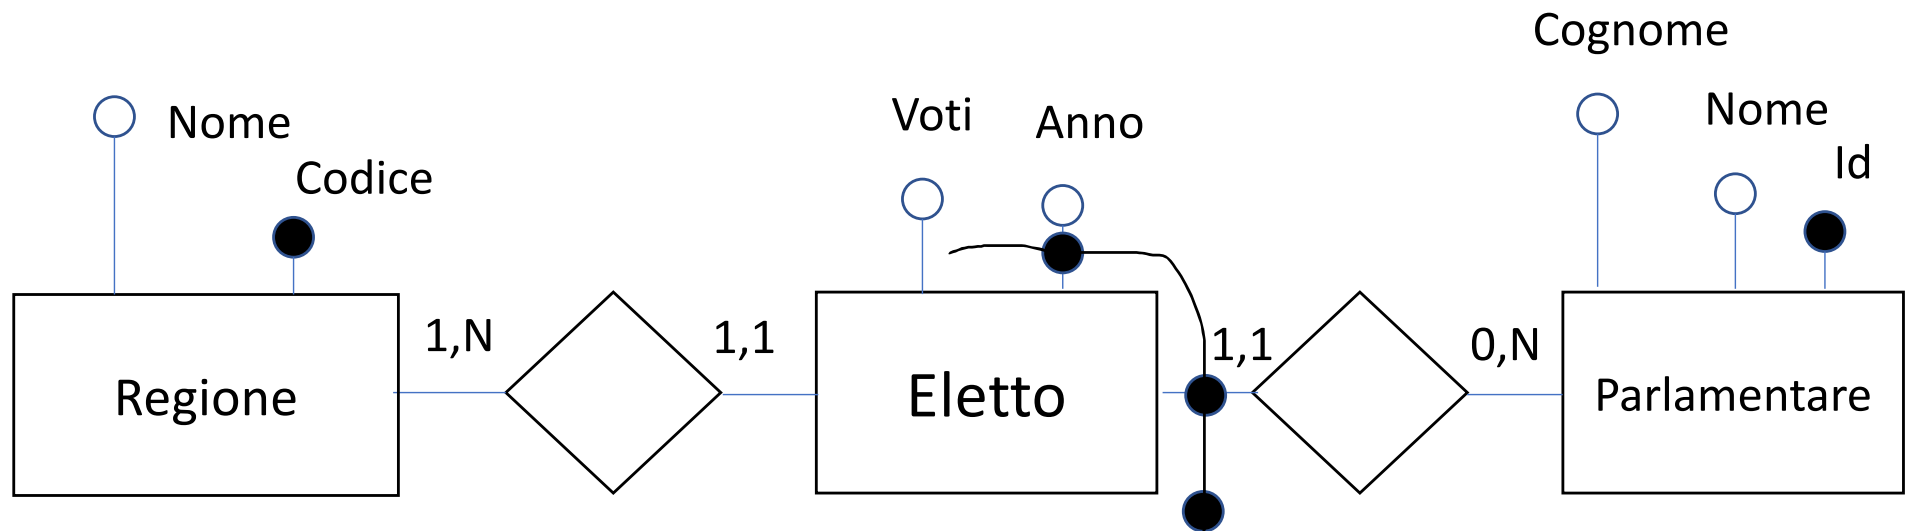 Cognome
Nome
Voti
Anno
Nome
Codice
Id
1,N
1,1
1,1
0,N
Regione
Eletto
Parlamentare